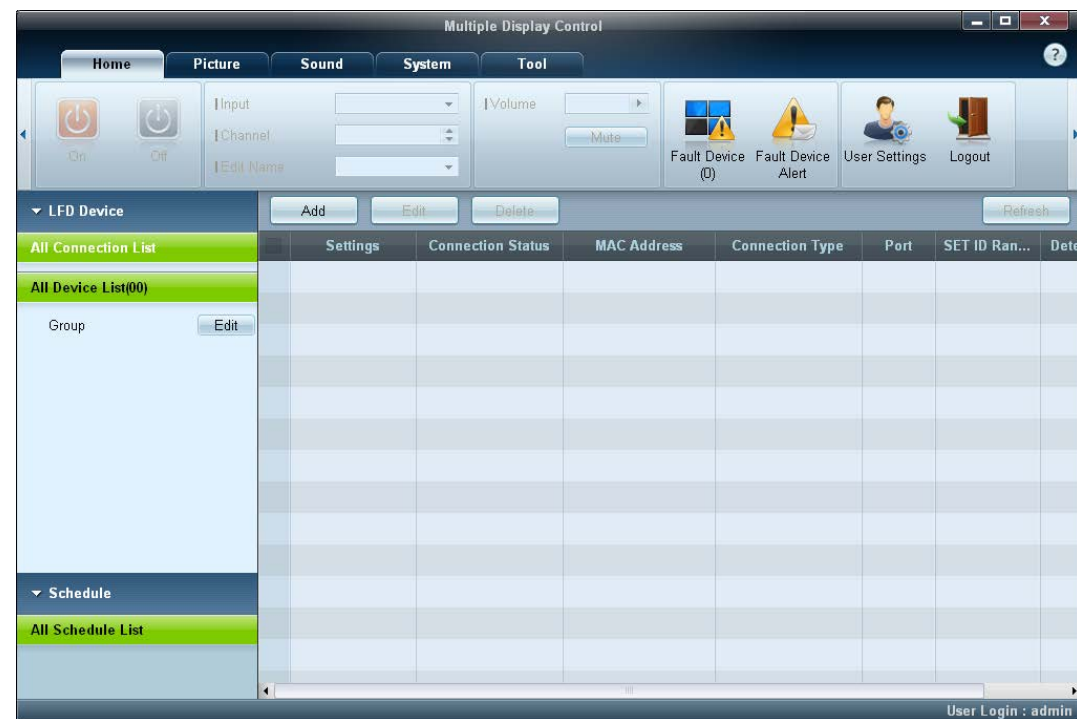 Multiple Display Control
Home Picture Sound System Tool
Input
Channel
Edit Name
On Off
Volume
Mute
Fault Device
(0)
Fault Device
Alert
User Settings
Logout
LFD Device
Add Edit Delete Refresh
All Connection List
Settings Connection Status MAC Address Connection Type Port SET ID Ran... Dete
All Device List(00)
Group Edit
Schedule
All Schedule List
User Login : admin